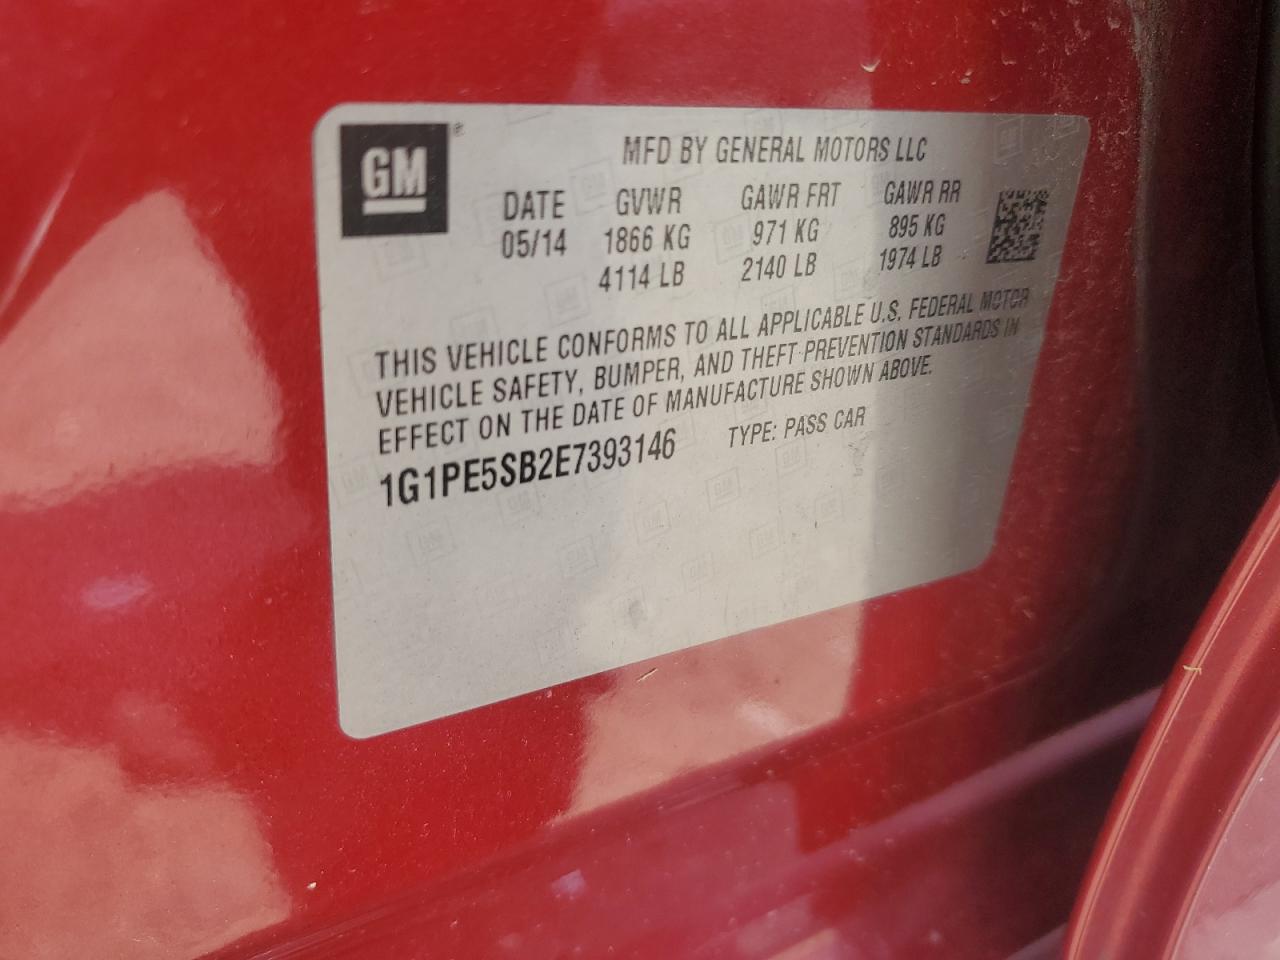 GM®
MFD BY GENERAL MOTORS LLC
DATE GVWR GAWR FRT GAWR RR
05/14 1866 KG 971 KG 895 KG
4114 LB 2140 LB 1974 LB
THIS VEHICLE CONFORMS TO ALL APPLICABLE U.S. FEDERAL MOTOR
VEHICLE SAFETY, BUMPER, AND THEFT PREVENTION STANDARDS IN
EFFECT ON THE DATE OF MANUFACTURE SHOWN ABOVE.
1G1PE5SB2E7393146 TYPE: PASS CAR